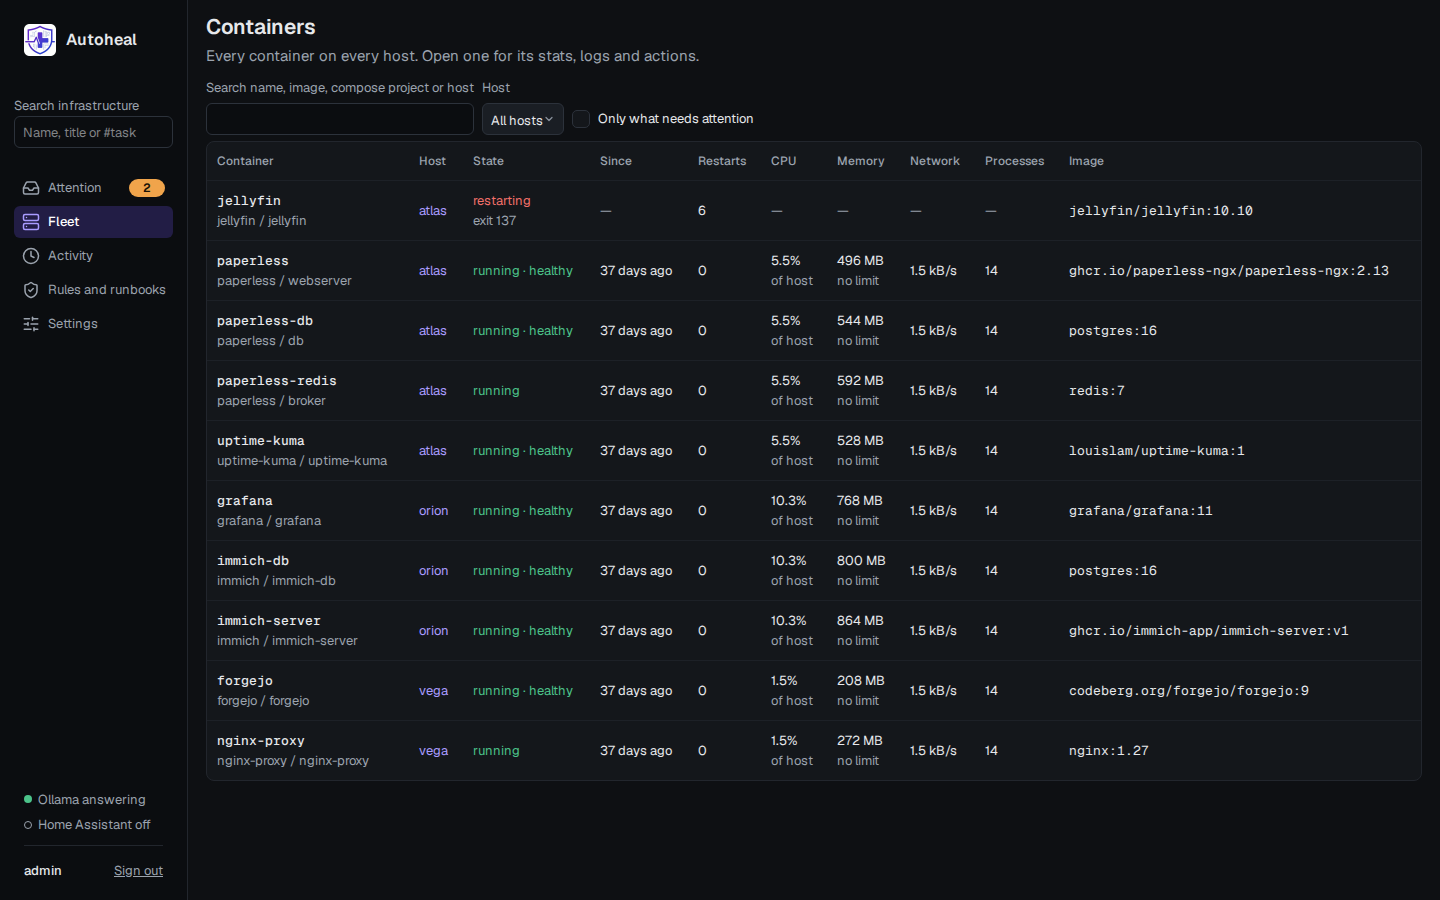 Autoheal
Search infrastructure
Name, title or #task
Attention 2
Fleet
Activity
Rules and runbooks
Settings
Ollama answering
Home Assistant off
admin Sign out
Containers
Every container on every host. Open one for its stats, logs and actions.
Search name, image, compose project or host Host
All hosts Only what needs attention
Container Host State Since Restarts CPU Memory Network Processes Image
jellyfin restarting
atlas — 6 — — — — jellyfin/jellyfin:10.10
jellyfin / jellyfin exit 137
paperless 5.5% 496 MB
atlas running · healthy 37 days ago 0 1.5 kB/s 14 ghcr.io/paperless-ngx/paperless-ngx:2.13
paperless / webserver of host no limit
paperless-db 5.5% 544 MB
atlas running · healthy 37 days ago 0 1.5 kB/s 14 postgres:16
paperless / db of host no limit
paperless-redis 5.5% 592 MB
atlas running 37 days ago 0 1.5 kB/s 14 redis:7
paperless / broker of host no limit
uptime-kuma 5.5% 528 MB
atlas running · healthy 37 days ago 0 1.5 kB/s 14 louislam/uptime-kuma:1
uptime-kuma / uptime-kuma of host no limit
grafana 10.3% 768 MB
orion running · healthy 37 days ago 0 1.5 kB/s 14 grafana/grafana:11
grafana / grafana of host no limit
immich-db 10.3% 800 MB
orion running · healthy 37 days ago 0 1.5 kB/s 14 postgres:16
immich / immich-db of host no limit
immich-server 10.3% 864 MB
orion running · healthy 37 days ago 0 1.5 kB/s 14 ghcr.io/immich-app/immich-server:v1
immich / immich-server of host no limit
forgejo 1.5% 208 MB
vega running · healthy 37 days ago 0 1.5 kB/s 14 codeberg.org/forgejo/forgejo:9
forgejo / forgejo of host no limit
nginx-proxy 1.5% 272 MB
vega running 37 days ago 0 1.5 kB/s 14 nginx:1.27
nginx-proxy / nginx-proxy of host no limit